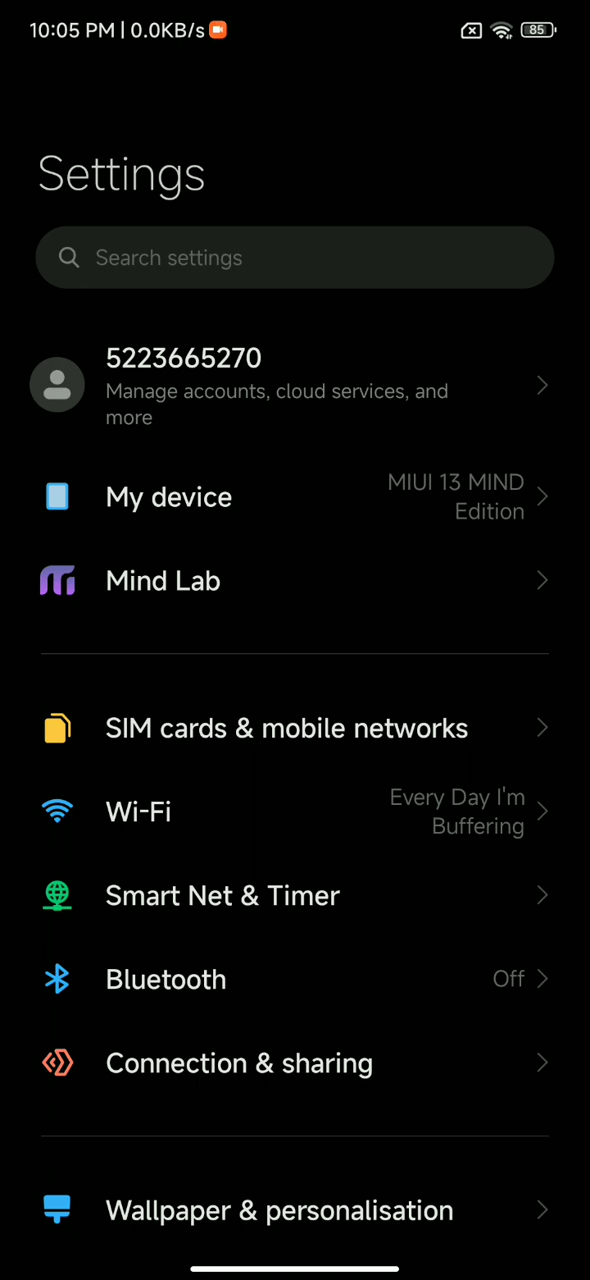 10:05 PM | 0.0KB/s
85
Settings
Search settings
5223665270
Manage accounts, cloud services, and
more
My device
MIUI 13 MIND
Edition
Mind Lab
SIM cards & mobile networks
Wi-Fi
Every Day I'm
Buffering
Smart Net & Timer
Bluetooth
Off
Connection & sharing
Wallpaper & personalisation